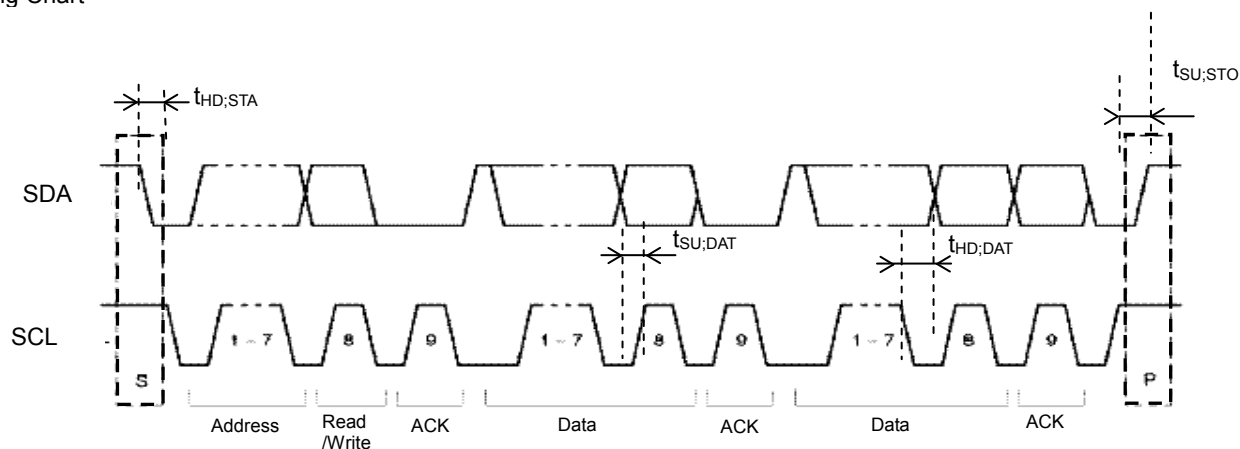 ng Chart
tSU;STO
tHD;STA
SDA
tSU;DAT
tHD;DAT
SCL
1 – 7 8 9 1 – 7 8 9 1 – 7 8 9
S P
Address Read /Write ACK Data ACK Data ACK